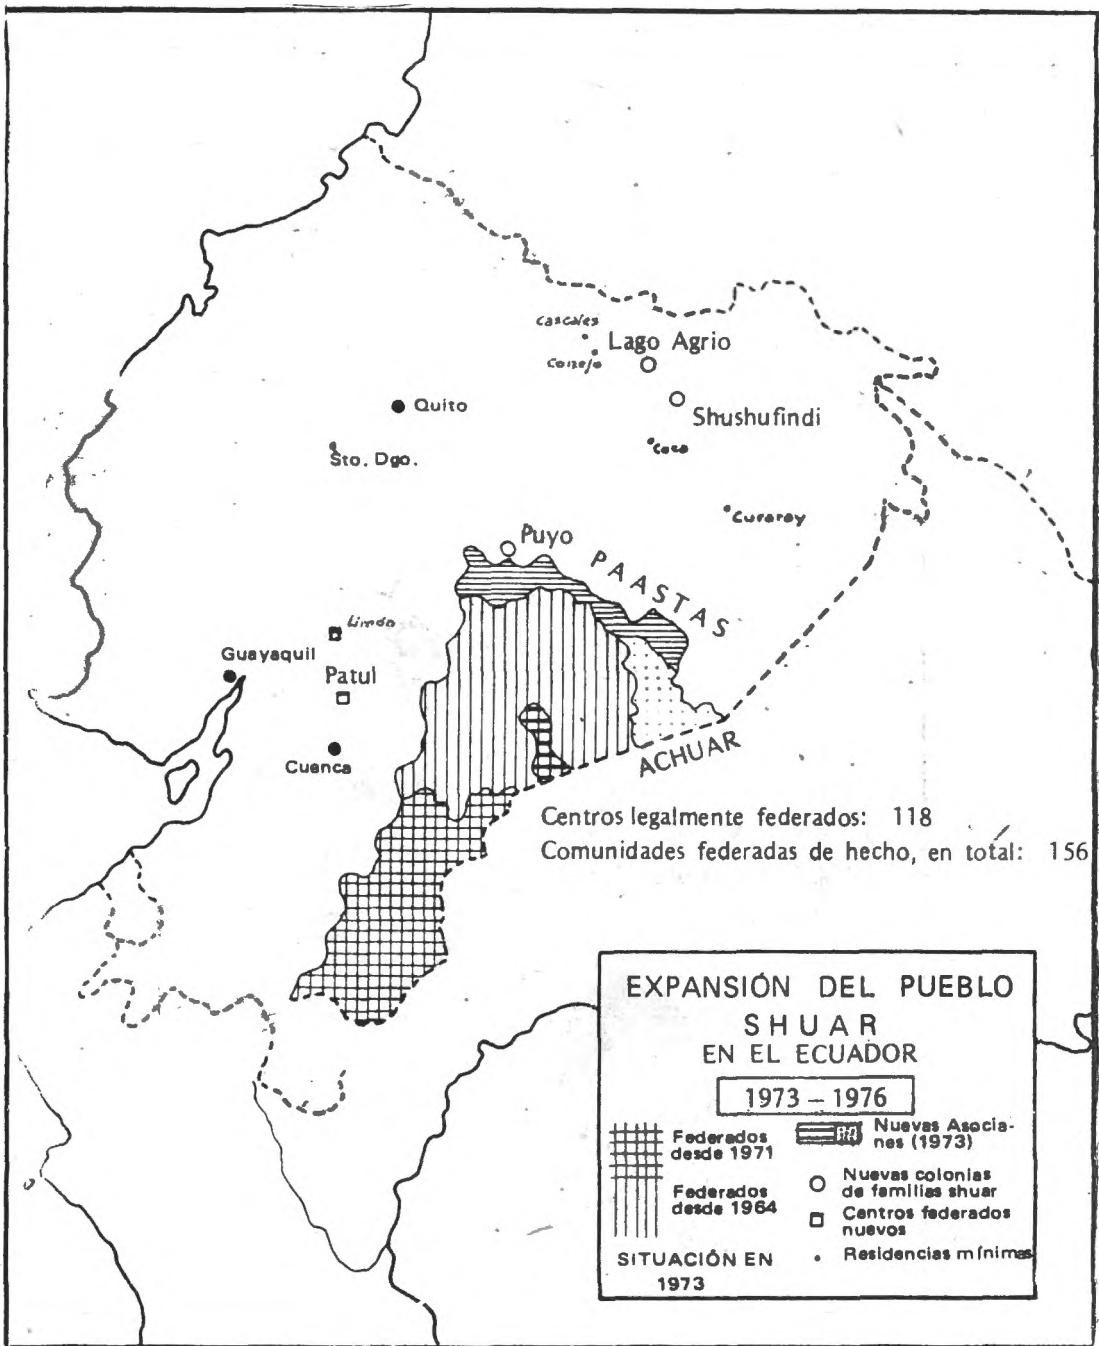 Cascales
Lago Agrio
Conejo
Quito
Shushufindi
Sto. Dgo.
Coca
Curaray
Puyo
PAASTAS
Limón
Guayaquil
Patul
Cuenca
ACHUAR
Centros legalmente federados: 118
Comunidades federadas de hecho, en total: 156
EXPANSIÓN DEL PUEBLO
SHUAR
EN EL ECUADOR
1973 – 1976
Federados
desde 1971
Federados
desde 1964
SITUACIÓN EN
1973
Nuevas Asocia-
nes (1973)
Nuevas colonias
de familias shuar
Centros federados
nuevos
Residencias mínimas